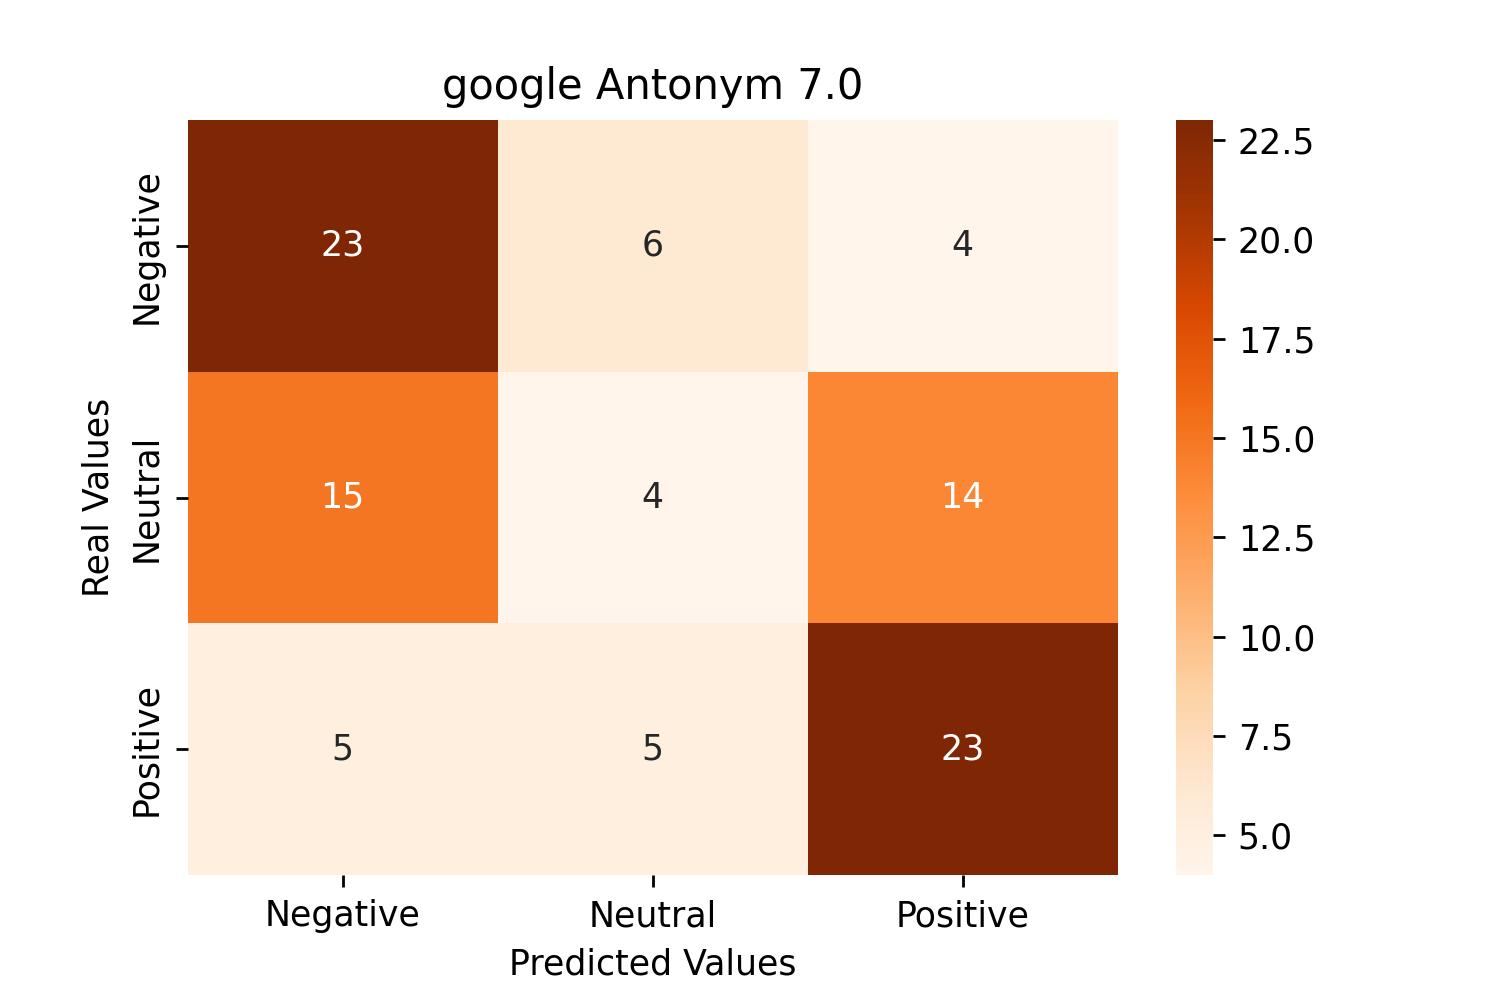 google Antonym 7.0
Real Values
Negative
23 6 4
Neutral
15 4 14
Positive
5 5 23
Negative Neutral Positive
Predicted Values
22.5
20.0
17.5
15.0
12.5
10.0
7.5
5.0